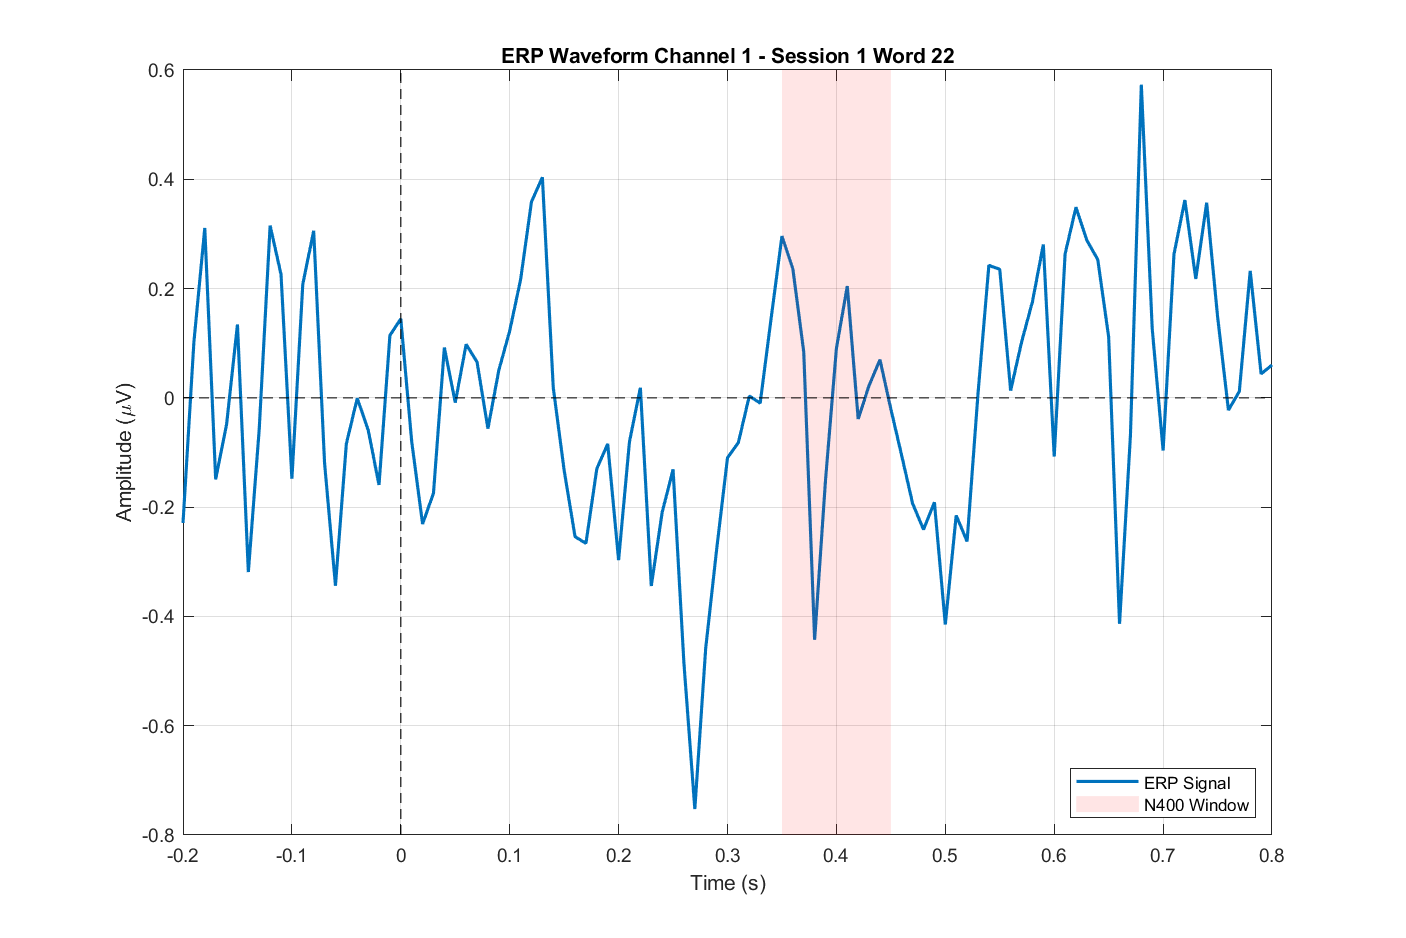 ERP Waveform Channel 1 - Session 1 Word 22
0.6
0.4
0.2
0
-0.2
-0.4
-0.6
-0.8
Amplitude (μV)
ERP Signal
N400 Window
-0.2 -0.1 0 0.1 0.2 0.3 0.4 0.5 0.6 0.7 0.8
Time (s)